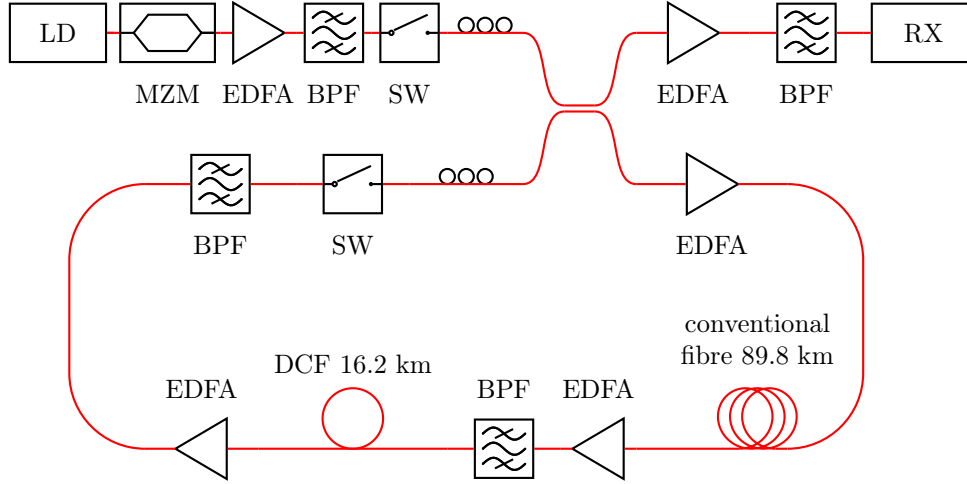 LD
RX
MZM
EDFA
BPF
SW
EDFA
BPF
BPF
SW
EDFA
conventional
fibre 89.8 km
DCF 16.2 km
EDFA
BPF
EDFA